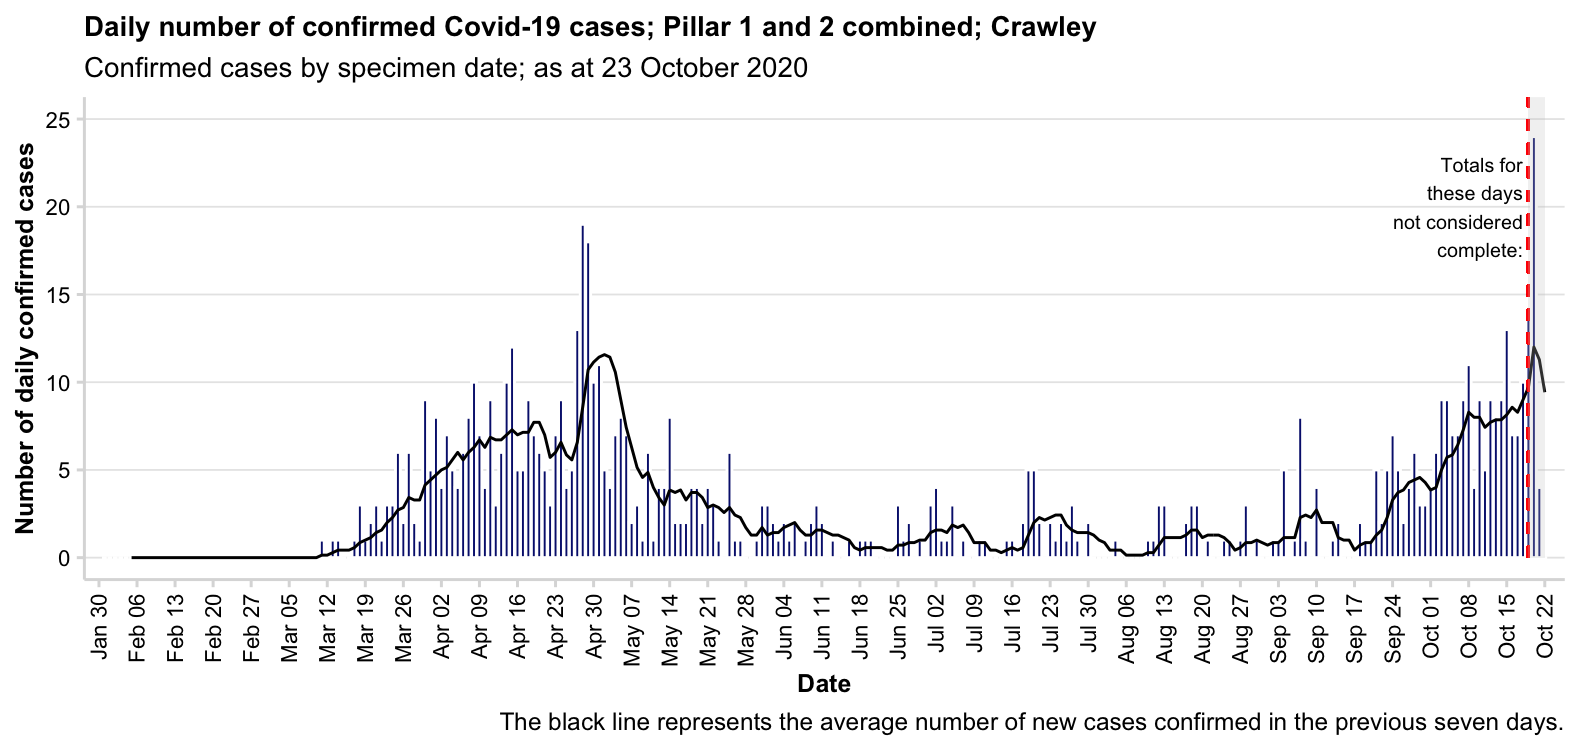 Daily number of confirmed Covid-19 cases; Pillar 1 and 2 combined; Crawley
Confirmed cases by specimen date; as at 23 October 2020
Number of daily confirmed cases
25
20
15
10
5
0
Totals for
these days
not considered
complete:
Jan 30
Feb 06
Feb 13
Feb 20
Feb 27
Mar 05
Mar 12
Mar 19
Mar 26
Apr 02
Apr 09
Apr 16
Apr 23
Apr 30
May 07
May 14
May 21
May 28
Jun 04
Jun 11
Jun 18
Jun 25
Jul 02
Jul 09
Jul 16
Jul 23
Jul 30
Aug 06
Aug 13
Aug 20
Aug 27
Sep 03
Sep 10
Sep 17
Sep 24
Oct 01
Oct 08
Oct 15
Oct 22
Date
The black line represents the average number of new cases confirmed in the previous seven days.